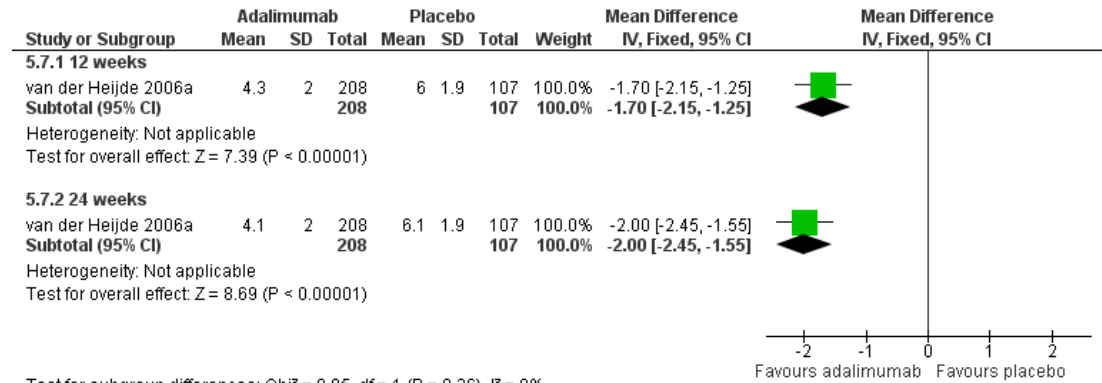 Adalimumab Placebo Mean Difference Mean Difference
Study or Subgroup Mean SD Total Mean SD Total Weight IV, Fixed, 95% CI IV, Fixed, 95% CI
5.7.1 12 weeks
van der Heijde 2006a 4.3 2 208 6 1.9 107 100.0% -1.70 [-2.15, -1.25]
Subtotal (95% CI) 208 107 100.0% -1.70 [-2.15, -1.25]
Heterogeneity: Not applicable
Test for overall effect: Z = 7.39 (P < 0.00001)
5.7.2 24 weeks
van der Heijde 2006a 4.1 2 208 6.1 1.9 107 100.0% -2.00 [-2.45, -1.55]
Subtotal (95% CI) 208 107 100.0% -2.00 [-2.45, -1.55]
Heterogeneity: Not applicable
Test for overall effect: Z = 8.69 (P < 0.00001)
-2 -1 0 1 2
Favours adalimumab Favours placebo
Test for subgroup differences: